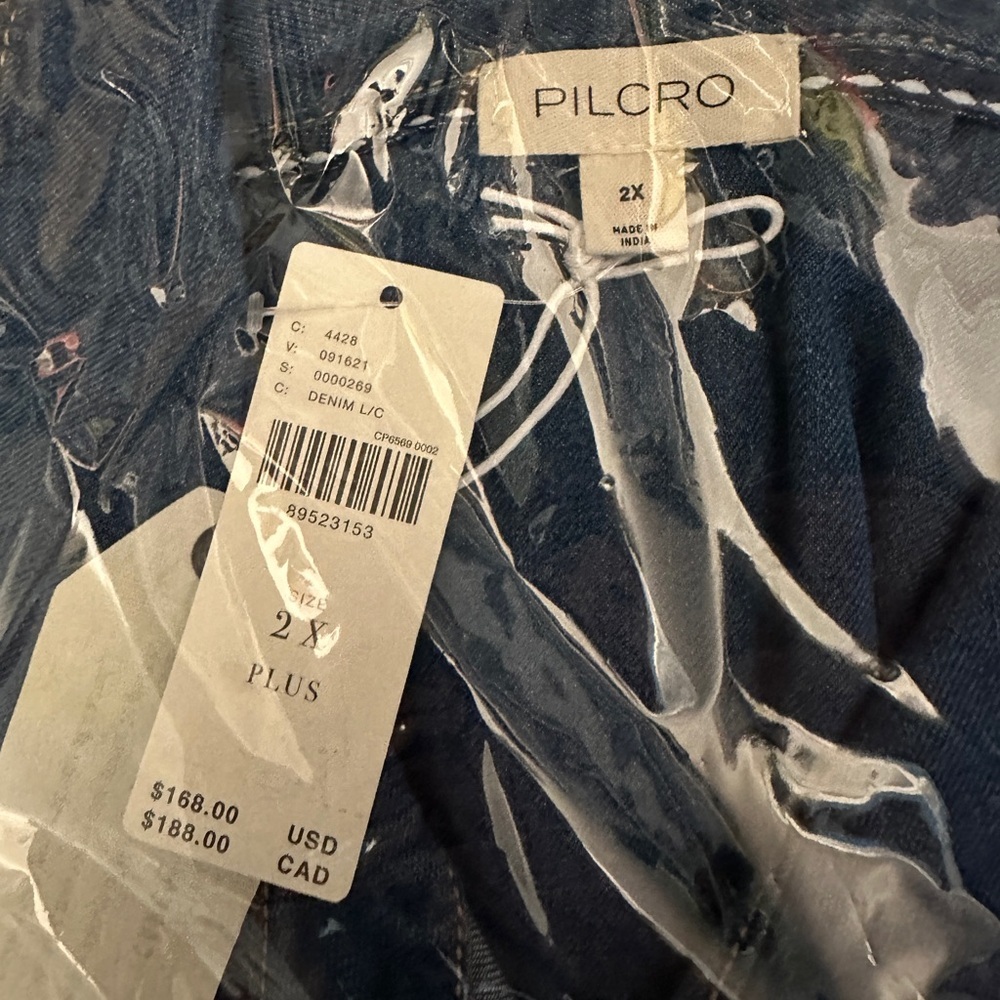 PILCRO
2X
MADE IN
INDIA
C: 4428
V: 091621
S: 0000269
C: DENIM L/C
CP6569 0002
89523153
SIZE
2 X
PLUS
$168.00 USD
$188.00 CAD